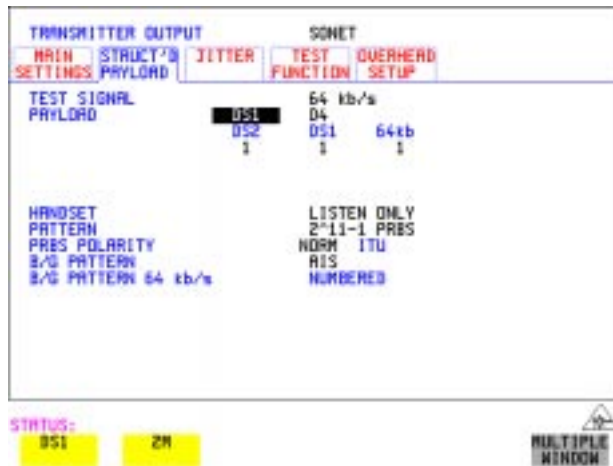 TRANSMITTER OUTPUT SONET
MAIN SETTINGS STRUCT'D PAYLOAD JITTER TEST FUNCTION OVERHEAD SETUP
TEST SIGNAL 64 kb/s
PAYLOAD DS1 D4
DS2 DS1 64kb
1 1 1
HANDSET LISTEN ONLY
PATTERN 2^11-1 PRBS
PRBS POLARITY NORM ITU
B/G PATTERN AIS
B/G PATTERN 64 kb/s NUMBERED
STATUS:
DS1 2M MULTIPLE
WINDOW